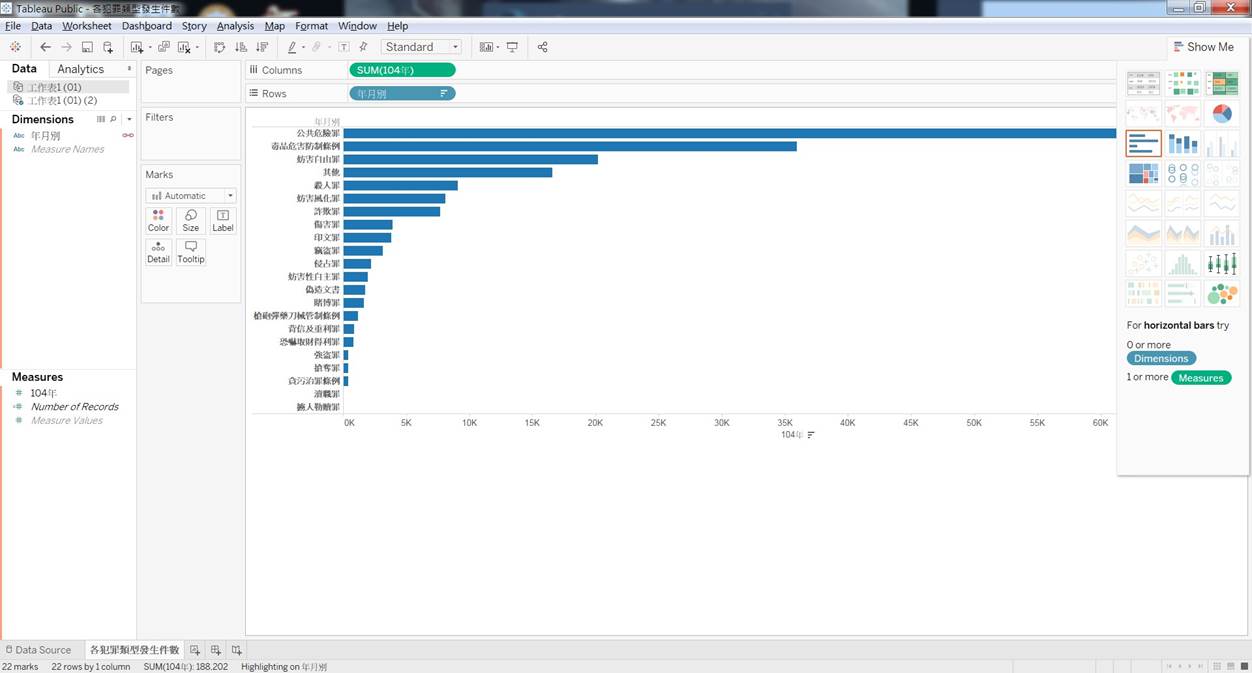 Tableau Public - 各犯罪類型發生件數
File Data Worksheet Dashboard Story Analysis Map Format Window Help
Standard
Show Me
Data Analytics
工作表1 (01)
工作表1 (01) (2)
Dimensions
Abc 年月別
Abc Measure Names
Measures
104年
Number of Records
Measure Values
Pages
Filters
Marks
Automatic
Color Size Label
Detail Tooltip
Columns SUM(104年)
Rows 年月別
年月別
公共危險罪
毒品危害防制條例
妨害自由罪
其他
殺人罪
妨害風化罪
詐欺罪
傷害罪
印文罪
竊盜罪
侵占罪
妨害性自主罪
偽造文書
賭博罪
槍砲彈藥刀械管制條例
背信及重利罪
恐嚇取財得利罪
強盜罪
搶奪罪
貪污治罪條例
瀆職罪
擄人勒贖罪
0K 5K 10K 15K 20K 25K 30K 35K 40K 45K 50K 55K 60K
104年
For horizontal bars try
0 or more
Dimensions
1 or more Measures
Data Source 各犯罪類型發生件數
22 marks 22 rows by 1 column SUM(104年): 188,202 Highlighting on 年月別